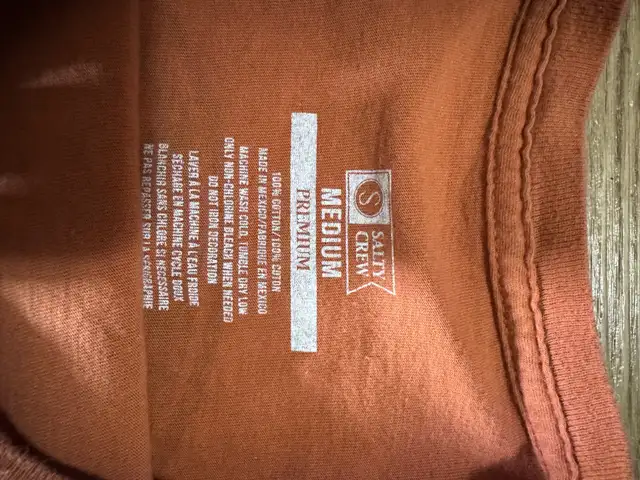 S
SALTY
CREW
MEDIUM
PREMIUM
100% COTTON/100% COTON
MADE IN MEXICO/FABRIQUÉ EN MEXICO
MACHINE WASH COLD, TUMBLE DRY LOW
ONLY NON-CHLORINE BLEACH WHEN NEEDED
DO NOT IRON DECORATION
LAVER À LA MACHINE À L'EAU FROIDE
SÉCHAGE EN MACHINE CYCLE DOUX
BLANCHIR SANS CHLORE SI NÉCESSAIRE
NE PAS REPASSER SUR LA SÉRIGRAPHIE